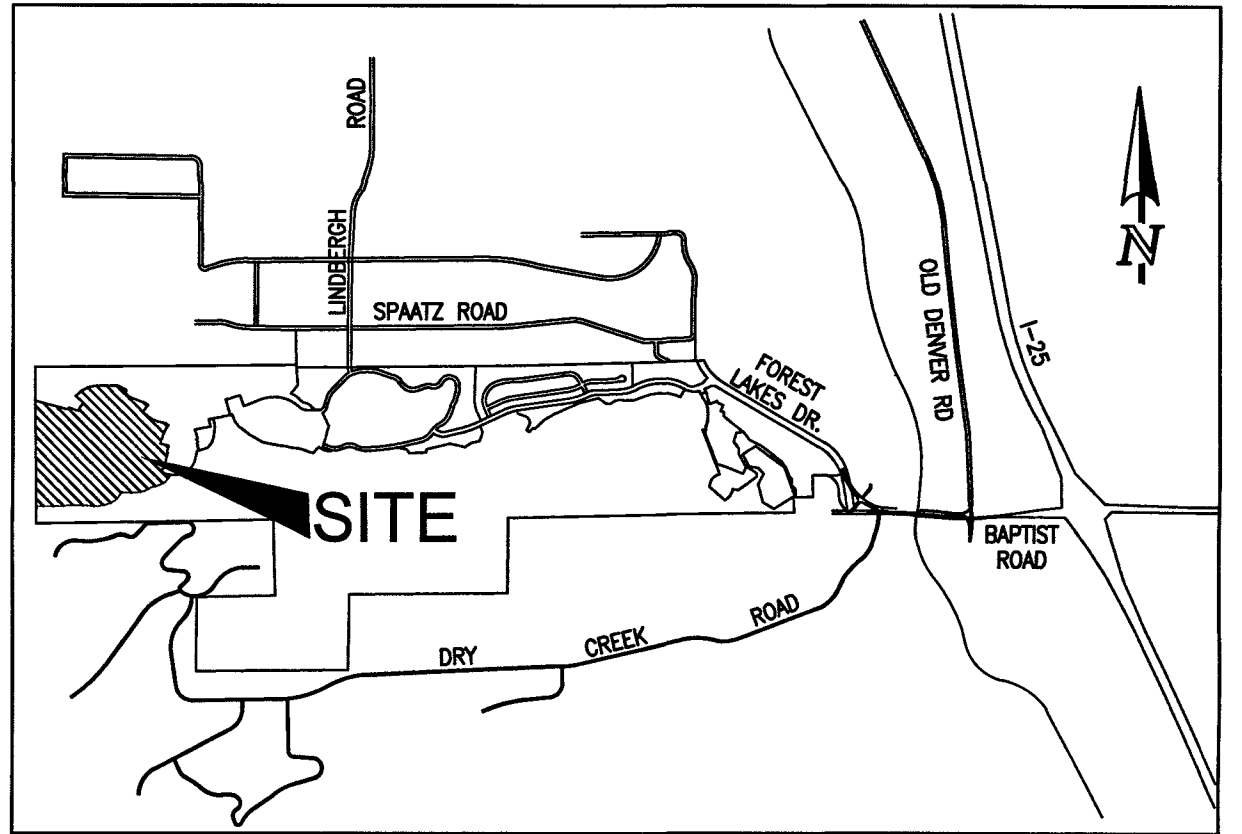 ROAD
LINDBERGH
SPAATZ ROAD
N
OLD DENVER RD
I-25
FOREST
LAKES DR.
SITE
BAPTIST
ROAD
DRY CREEK ROAD